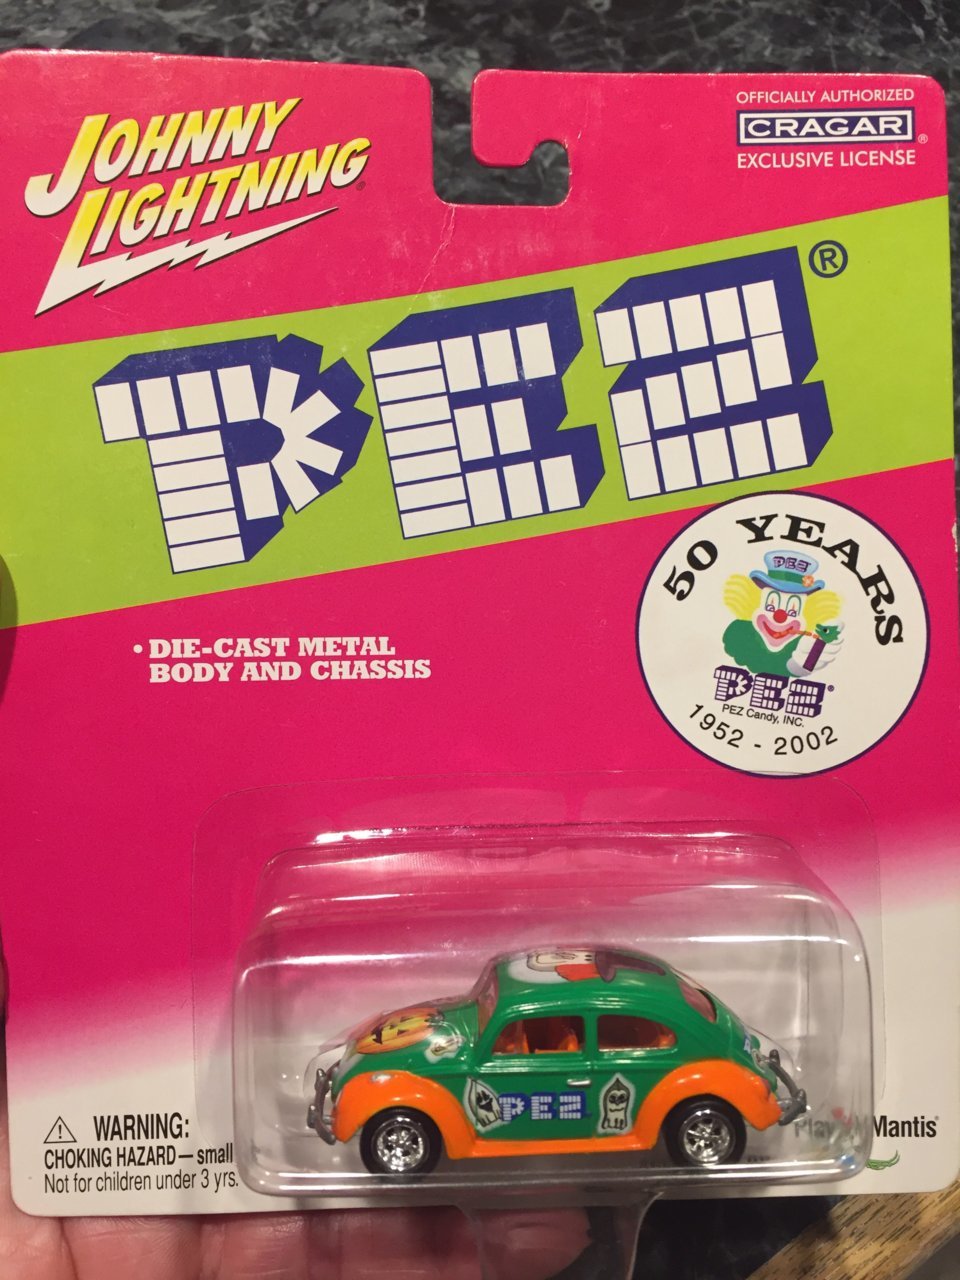 JOHNNY
LIGHTNING®
OFFICIALLY AUTHORIZED
CRAGAR®
EXCLUSIVE LICENSE
PEZ®
50 YEARS
PEZ
PEZ®
PEZ Candy, INC.
1952 - 2002
• DIE-CAST METAL
BODY AND CHASSIS
PEZ
WARNING:
CHOKING HAZARD — small
Not for children under 3 yrs.
Play Mantis®